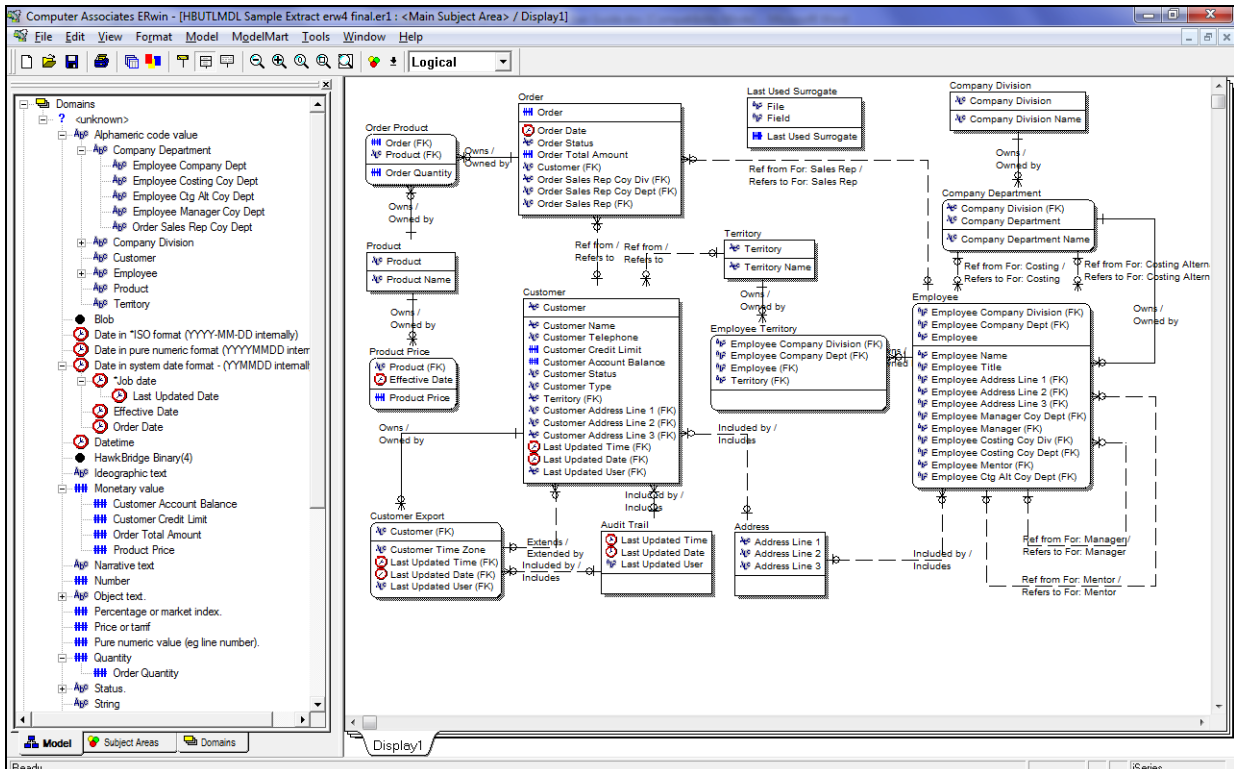 Computer Associates ERwin - [HBUTLMDL Sample Extract erw4 final.er1 : <Main Subject Area> / Display1]
File Edit View Format Model ModelMart Tools Window Help
Logical
Domains
<unknown>
Alphameric code value
Company Department
Employee Company Dept
Employee Costing Coy Dept
Employee Ctg Alt Coy Dept
Employee Manager Coy Dept
Order Sales Rep Coy Dept
Company Division
Customer
Employee
Product
Territory
Blob
Date in *ISO format (YYYY-MM-DD internally)
Date in pure numeric format (YYYYMMDD intern
Date in system date format - (YYMMDD internall
*Job date
Last Updated Date
Effective Date
Order Date
Datetime
HawkBridge Binary(4)
Ideographic text
Monetary value
Customer Account Balance
Customer Credit Limit
Order Total Amount
Product Price
Narrative text
Number
Object text.
Percentage or market index.
Price or tarrif
Pure numeric value (eg line number).
Quantity
Order Quantity
Status.
String
Model Subject Areas Domains
Order Product
Order (FK)
Product (FK)
Order Quantity
Owns /
Owned by
Order
Order
Order Date
Order Status
Order Total Amount
Customer (FK)
Order Sales Rep Coy Div (FK)
Order Sales Rep Coy Dept (FK)
Order Sales Rep (FK)
Last Used Surrogate
File
Field
Last Used Surrogate
Ref from For: Sales Rep /
Refers to For: Sales Rep
Company Division
Company Division
Company Division Name
Owns /
Owned by
Company Department
Company Division (FK)
Company Department
Company Department Name
Ref from For: Costing /
Refers to For: Costing
Ref from For: Costing Altern
Refers to For: Costing Altern
Owns /
Owned by
Owns /
Owned by
Product
Product
Product Name
Owns /
Owned by
Product Price
Product (FK)
Effective Date
Product Price
Ref from /
Refers to
Ref from /
Refers to
Territory
Territory
Territory Name
Owns /
Owned by
Customer
Customer
Customer Name
Customer Telephone
Customer Credit Limit
Customer Account Balance
Customer Status
Customer Type
Territory (FK)
Customer Address Line 1 (FK)
Customer Address Line 2 (FK)
Customer Address Line 3 (FK)
Last Updated Time (FK)
Last Updated Date (FK)
Last Updated User (FK)
Employee Territory
Employee Company Division (FK)
Employee Company Dept (FK)
Employee (FK)
Territory (FK)
Employee
Employee Company Division (FK)
Employee Company Dept (FK)
Employee
Employee Name
Employee Title
Employee Address Line 1 (FK)
Employee Address Line 2 (FK)
Employee Address Line 3 (FK)
Employee Manager Coy Dept (FK)
Employee Manager (FK)
Employee Costing Coy Div (FK)
Employee Costing Coy Dept (FK)
Employee Mentor (FK)
Employee Ctg Alt Coy Dept (FK)
Owns /
Owned by
Included by /
Includes
Included by /
Includes
Customer Export
Customer (FK)
Customer Time Zone
Last Updated Time (FK)
Last Updated Date (FK)
Last Updated User (FK)
Extends /
Extended by
Included by /
Includes
Audit Trail
Last Updated Time
Last Updated Date
Last Updated User
Address
Address Line 1
Address Line 2
Address Line 3
Included by /
Includes
Ref from For: Manager /
Refers to For: Manager
Ref from For: Mentor /
Refers to For: Mentor
Display1
Ready
iSeries